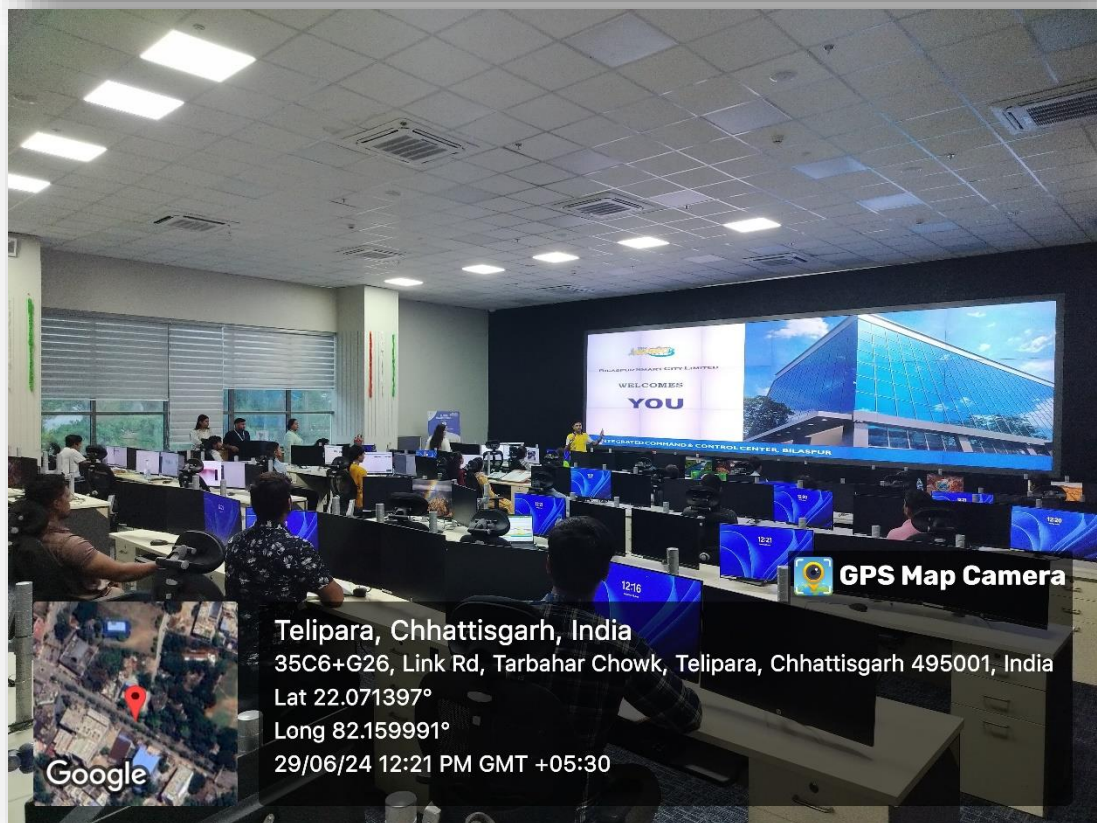 BILASPUR SMART CITY LIMITED
WELCOMES
YOU
INTEGRATED COMMAND & CONTROL CENTER, BILASPUR
12:21
12:20
12:16
GPS Map Camera
Telipara, Chhattisgarh, India
35C6+G26, Link Rd, Tarbahar Chowk, Telipara, Chhattisgarh 495001, India
Lat 22.071397°
Long 82.159991°
29/06/24 12:21 PM GMT +05:30
Google